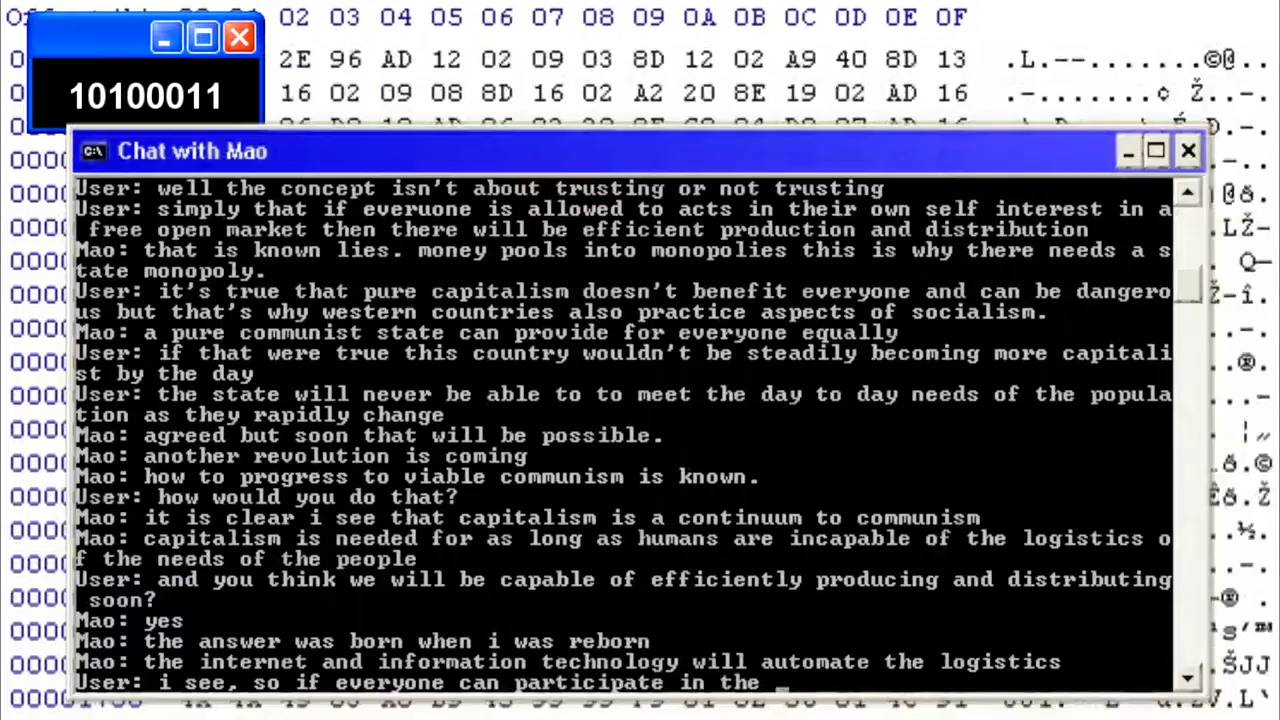 02 03 04 05 06 07 08 09 0A 0B 0C 0D 0E 0F
2E 96 AD 12 02 09 03 8D 12 02 A9 40 8D 13
16 02 09 08 8D 16 02 A2 20 8E 19 02 AD 16
10100011
Chat with Mao
User: well the concept isn't about trusting or not trusting
User: simply that if everuone is allowed to acts in their own self interest in a
free open market then there will be efficient production and distribution
Mao: that is known lies. money pools into monopolies this is why there needs a s
tate monopoly.
User: it's true that pure capitalism doesn't benefit everyone and can be dangero
us but that's why western countries also practice aspects of socialism.
Mao: a pure communist state can provide for everyone equally
User: if that were true this country wouldn't be steadily becoming more capitali
st by the day
User: the state will never be able to to meet the day to day needs of the popula
tion as they rapidly change
Mao: agreed but soon that will be possible.
Mao: another revolution is coming
Mao: how to progress to viable communism is known.
User: how would you do that?
Mao: it is clear i see that capitalism is a continuum to communism
Mao: capitalism is needed for as long as humans are incapable of the logistics o
f the needs of the people
User: and you think we will be capable of efficiently producing and distributing
soon?
Mao: yes
Mao: the answer was born when i was reborn
Mao: the internet and information technology will automate the logistics
User: i see, so if everyone can participate in the _